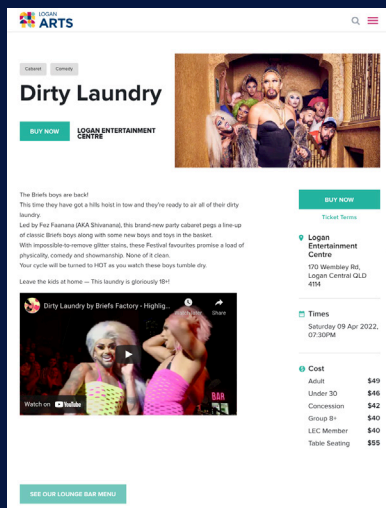 LOGAN
ARTS
Cabaret
Comedy
Dirty Laundry
BUY NOW
LOGAN ENTERTAINMENT
CENTRE
The Briefs boys are back!
This time they have got a hills hoist in tow and they're ready to air all of their dirty
laundry.
Led by Fez Faanana (AKA Shivanana), this brand-new party cabaret pegs a line-up
of classic Briefs boys along with some new boys and toys in the basket.
With impossible-to-remove glitter stains, these Festival favourites promise a load of
physicality, comedy and showmanship. None of it clean.
Your cycle will be turned to HOT as you watch these boys tumble dry.
Leave the kids at home — This laundry is gloriously 18+!
Dirty Laundry by Briefs Factory - Highlig...
Watch later
Share
BAR
Watch on YouTube
SEE OUR LOUNGE BAR MENU
BUY NOW
Ticket Terms
Logan
Entertainment
Centre
170 Wembley Rd,
Logan Central QLD
4114
Times
Saturday 09 Apr 2022,
07:30PM
Cost
Adult $49
Under 30 $46
Concession $42
Group 8+ $40
LEC Member $40
Table Seating $55